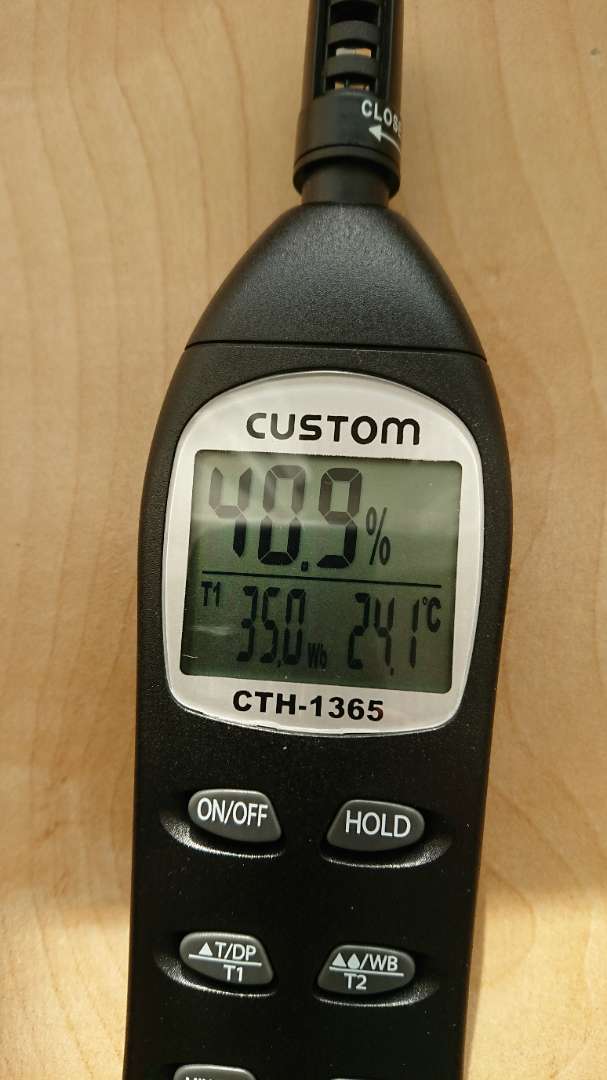 CLOSE
CUSTOM
40.9 %
T1 35.0 Wb 24.1 °C
CTH-1365
ON/OFF HOLD
▲T/DP ▲💧/WB
T1 T2